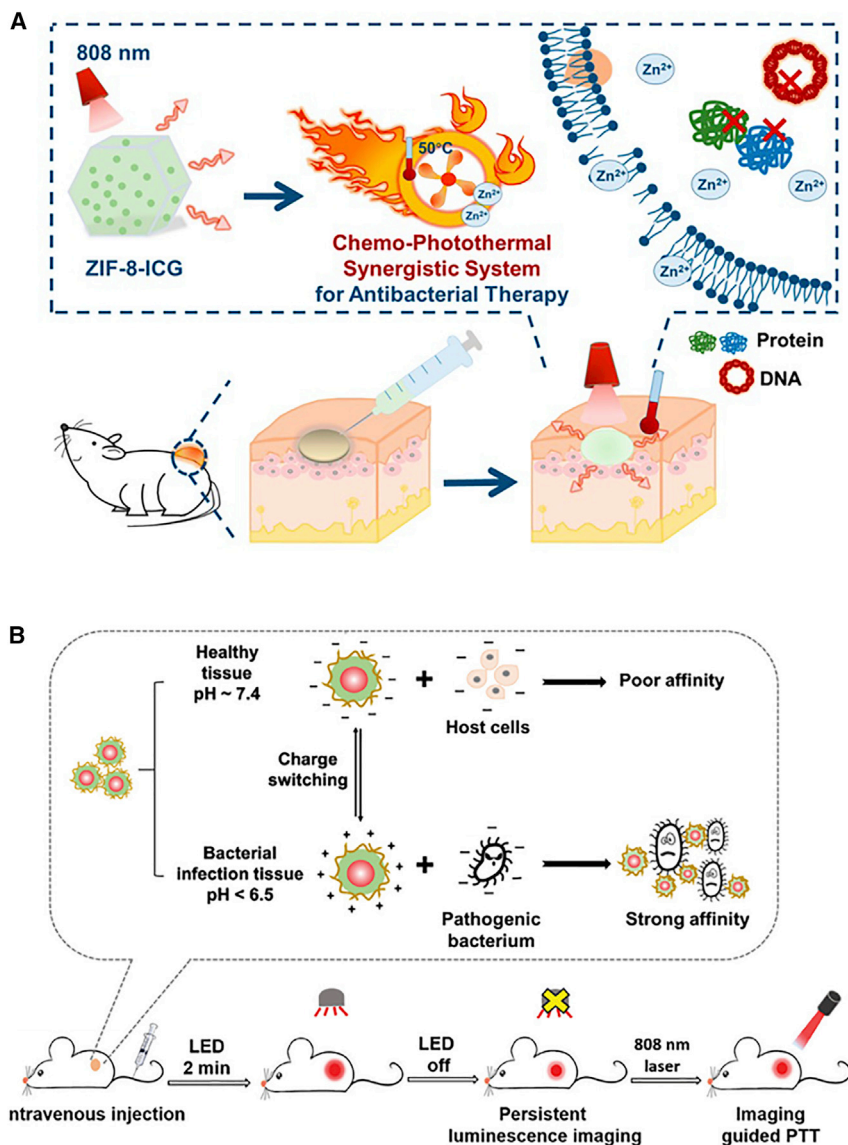 A
808 nm
ZIF-8-ICG
50°C
Zn²⁺
Zn²⁺
Chemo-Photothermal
Synergistic System
for Antibacterial Therapy
Zn²⁺
Zn²⁺
Zn²⁺
Zn²⁺
Zn²⁺
Protein
DNA
B
Healthy
tissue
pH ~ 7.4
Host cells
Poor affinity
Charge
switching
Bacterial
infection tissue
pH < 6.5
Pathogenic
bacterium
Strong affinity
LED
2 min
LED
off
808 nm
laser
ntravenous injection
Persistent
luminescence imaging
Imaging
guided PTT